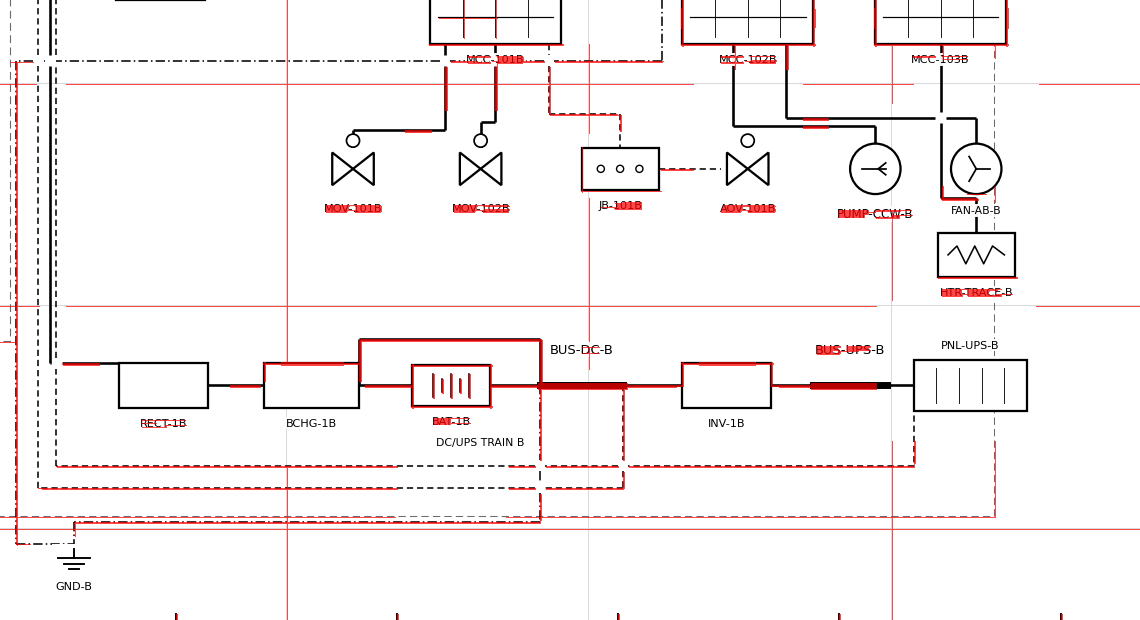 MCC-101B
MCC-102B
MCC-103B
MOV-101B
MOV-102B
JB-101B
AOV-101B
PUMP-CCW-B
FAN-AB-B
HTR-TRACE-B
BUS-DC-B
BUS-UPS-B
PNL-UPS-B
RECT-1B
BCHG-1B
BAT-1B
INV-1B
DC/UPS TRAIN B
GND-B